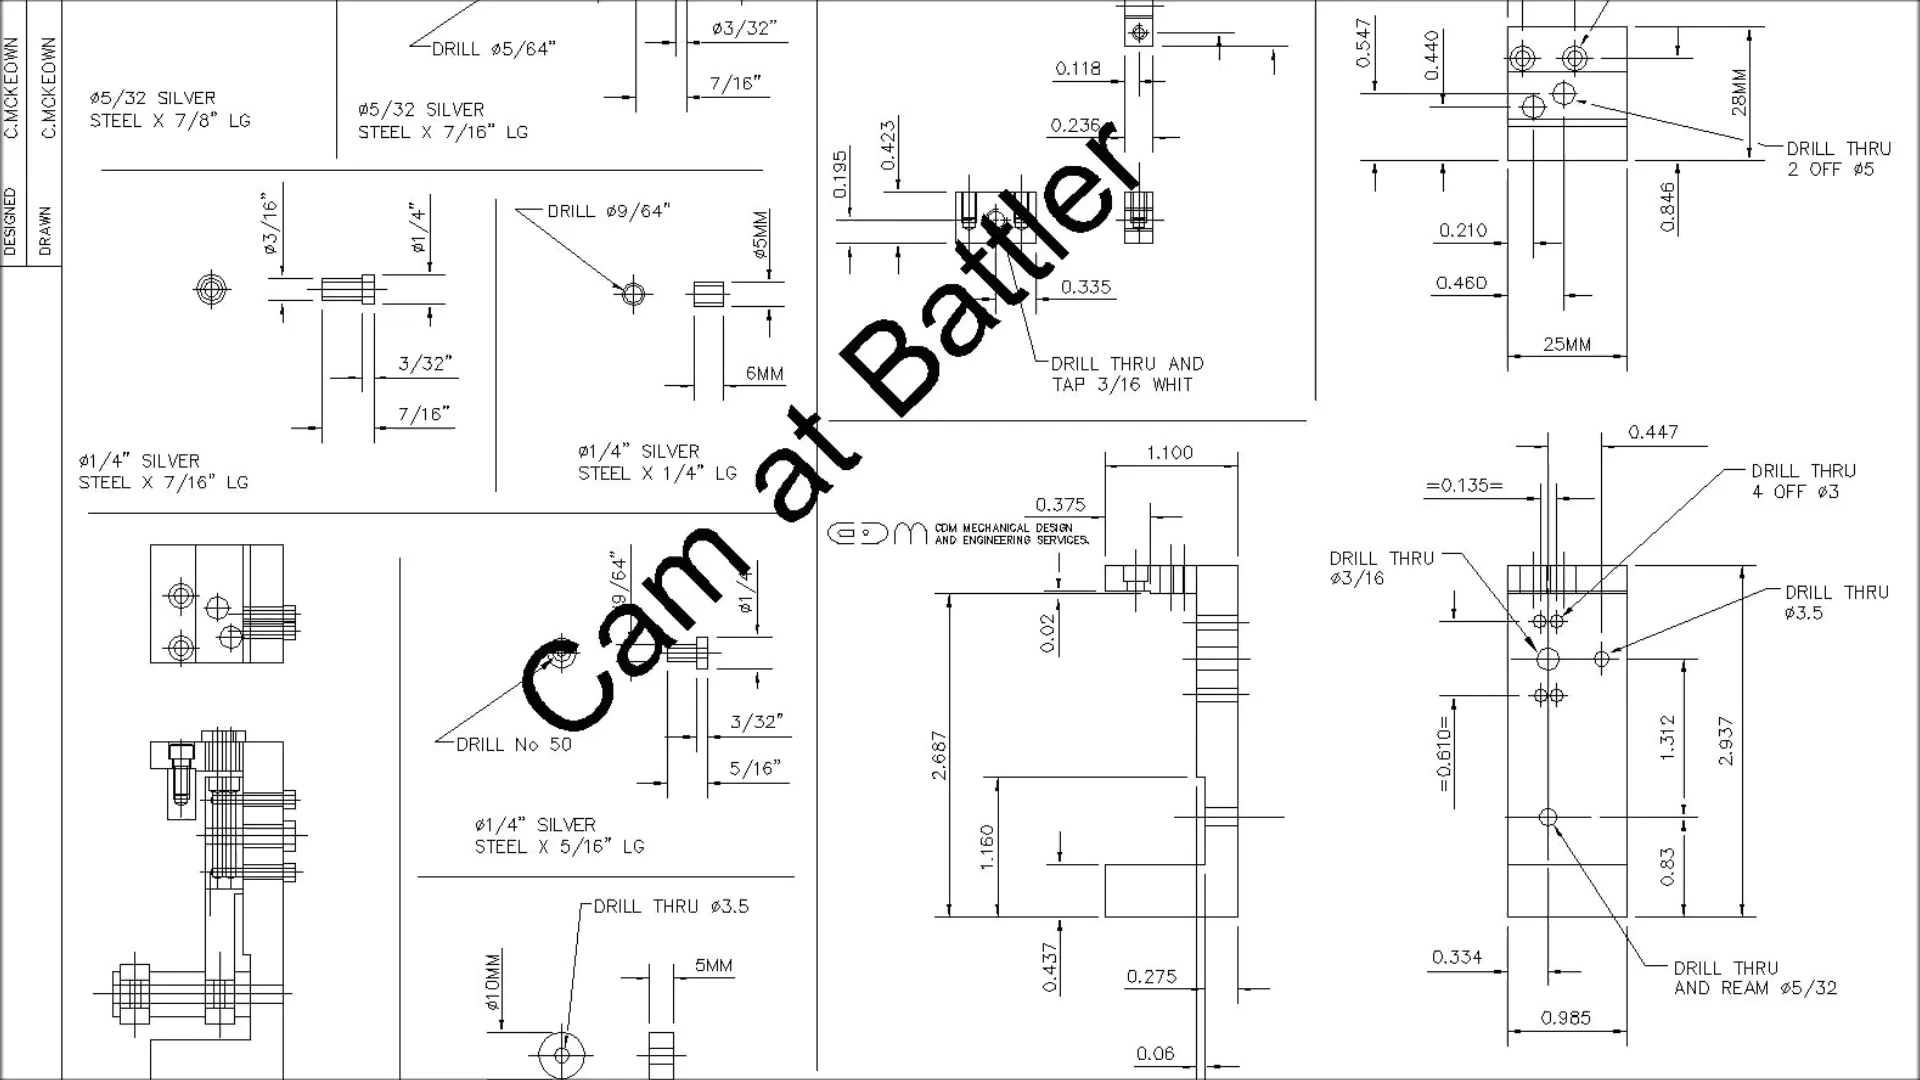 DESIGNED C.MCKEOWN
DRAWN C.MCKEOWN
DRILL ø5/64"
ø3/32"
7/16"
ø5/32 SILVER
STEEL X 7/8" LG
ø5/32 SILVER
STEEL X 7/16" LG
ø3/16"
ø1/4"
3/32"
7/16"
ø1/4" SILVER
STEEL X 7/16" LG
DRILL ø9/64"
ø5MM
6MM
ø1/4" SILVER
STEEL X 1/4" LG
9/64"
ø1/4
DRILL No 50
3/32"
5/16"
ø1/4" SILVER
STEEL X 5/16" LG
DRILL THRU ø3.5
ø10MM
5MM
Cam at Battler
0.118
0.236
0.195
0.423
0.335
DRILL THRU AND
TAP 3/16 WHIT
CDM
CDM MECHANICAL DESIGN
AND ENGINEERING SERVICES.
1.100
0.375
0.02
2.687
1.160
0.437
0.275
0.06
0.547
0.440
28MM
DRILL THRU
2 OFF ø5
0.846
0.210
0.460
25MM
0.447
=0.135=
DRILL THRU
4 OFF ø3
DRILL THRU
ø3/16
DRILL THRU
ø3.5
=0.610=
1.312
2.937
0.83
0.334
DRILL THRU
AND REAM ø5/32
0.985